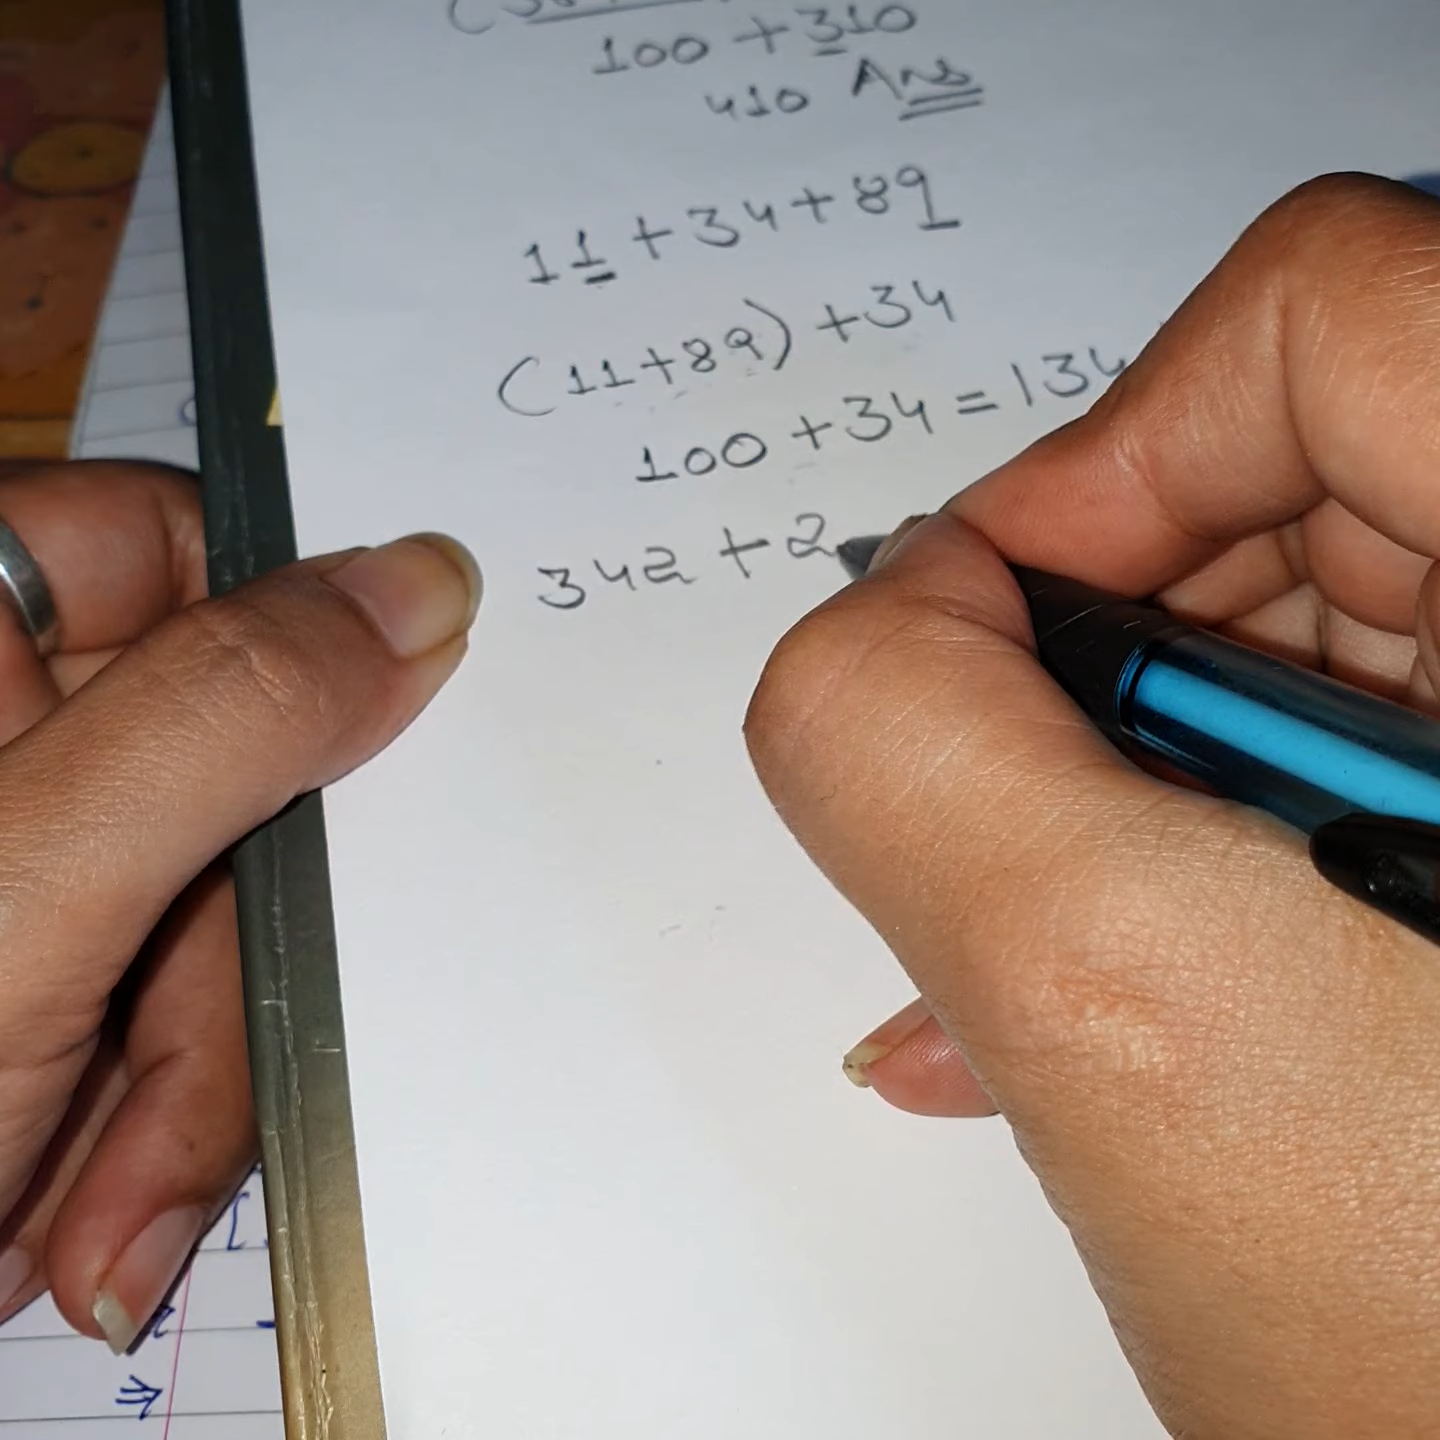 100 + 310
410 Ans
11 + 34 + 89
(11+89) + 34
100 + 34 = 134
342 + 2